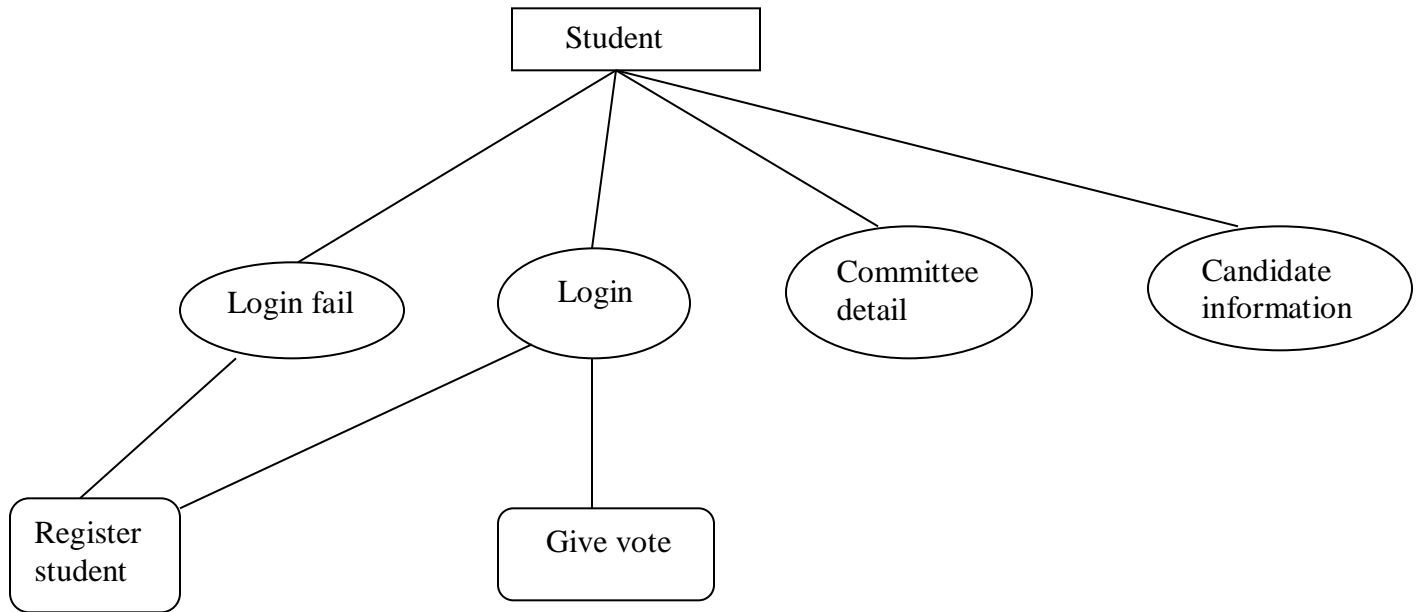 Student
Login fail
Login
Committee
detail
Candidate
information
Register
student
Give vote